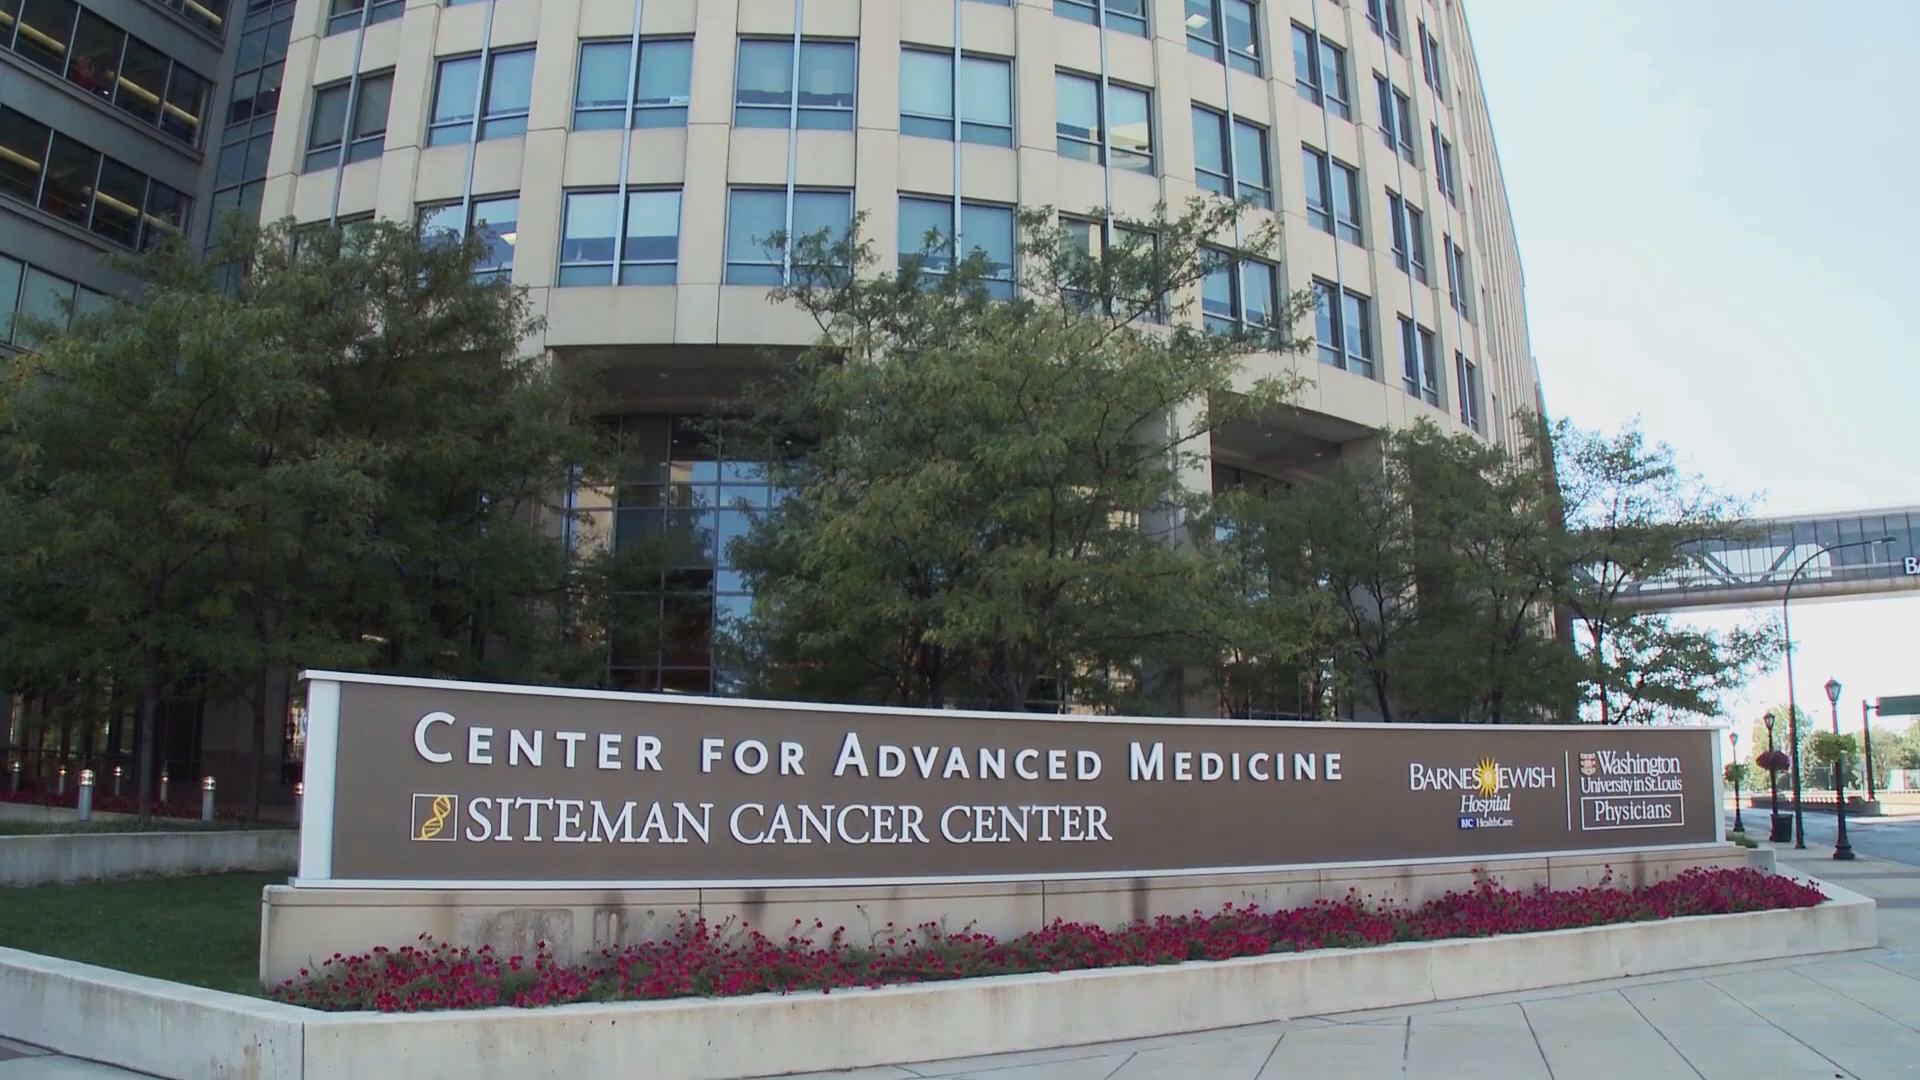 CENTER FOR ADVANCED MEDICINE
SITEMAN CANCER CENTER
BARNES JEWISH
Hospital
BJC HealthCare
Washington
University in St. Louis
Physicians